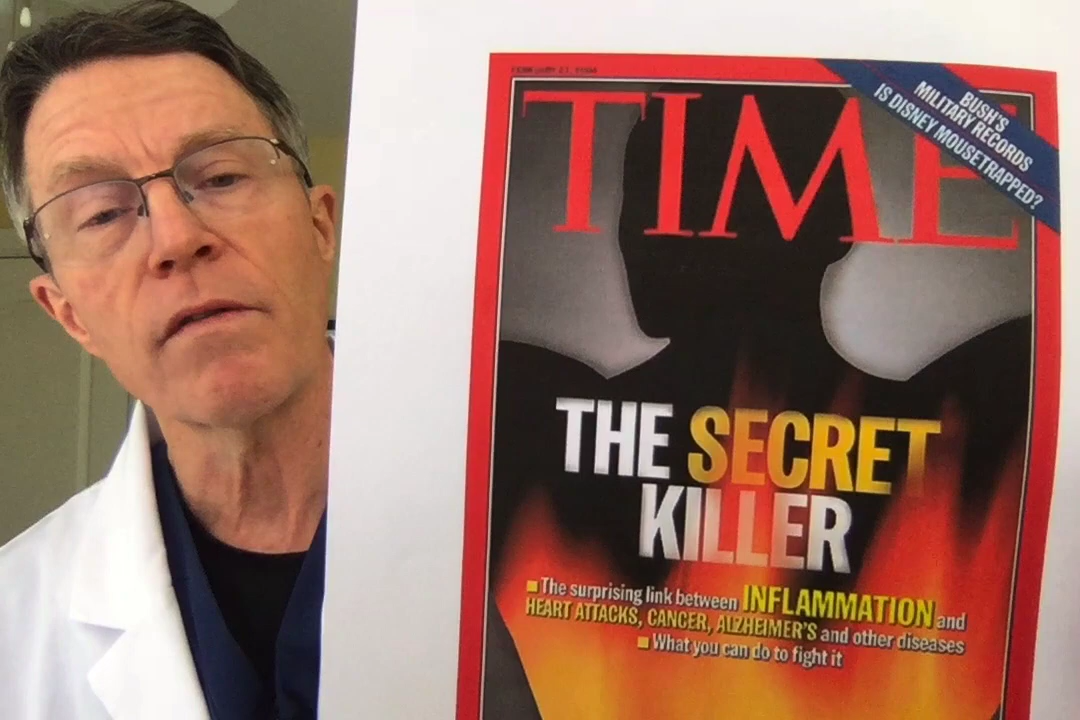 TIME
BUSH'S
MILITARY RECORDS
IS DISNEY MOUSETRAPPED?
THE SECRET
KILLER
■ The surprising link between INFLAMMATION and
HEART ATTACKS, CANCER, ALZHEIMER'S and other diseases
■ What you can do to fight it